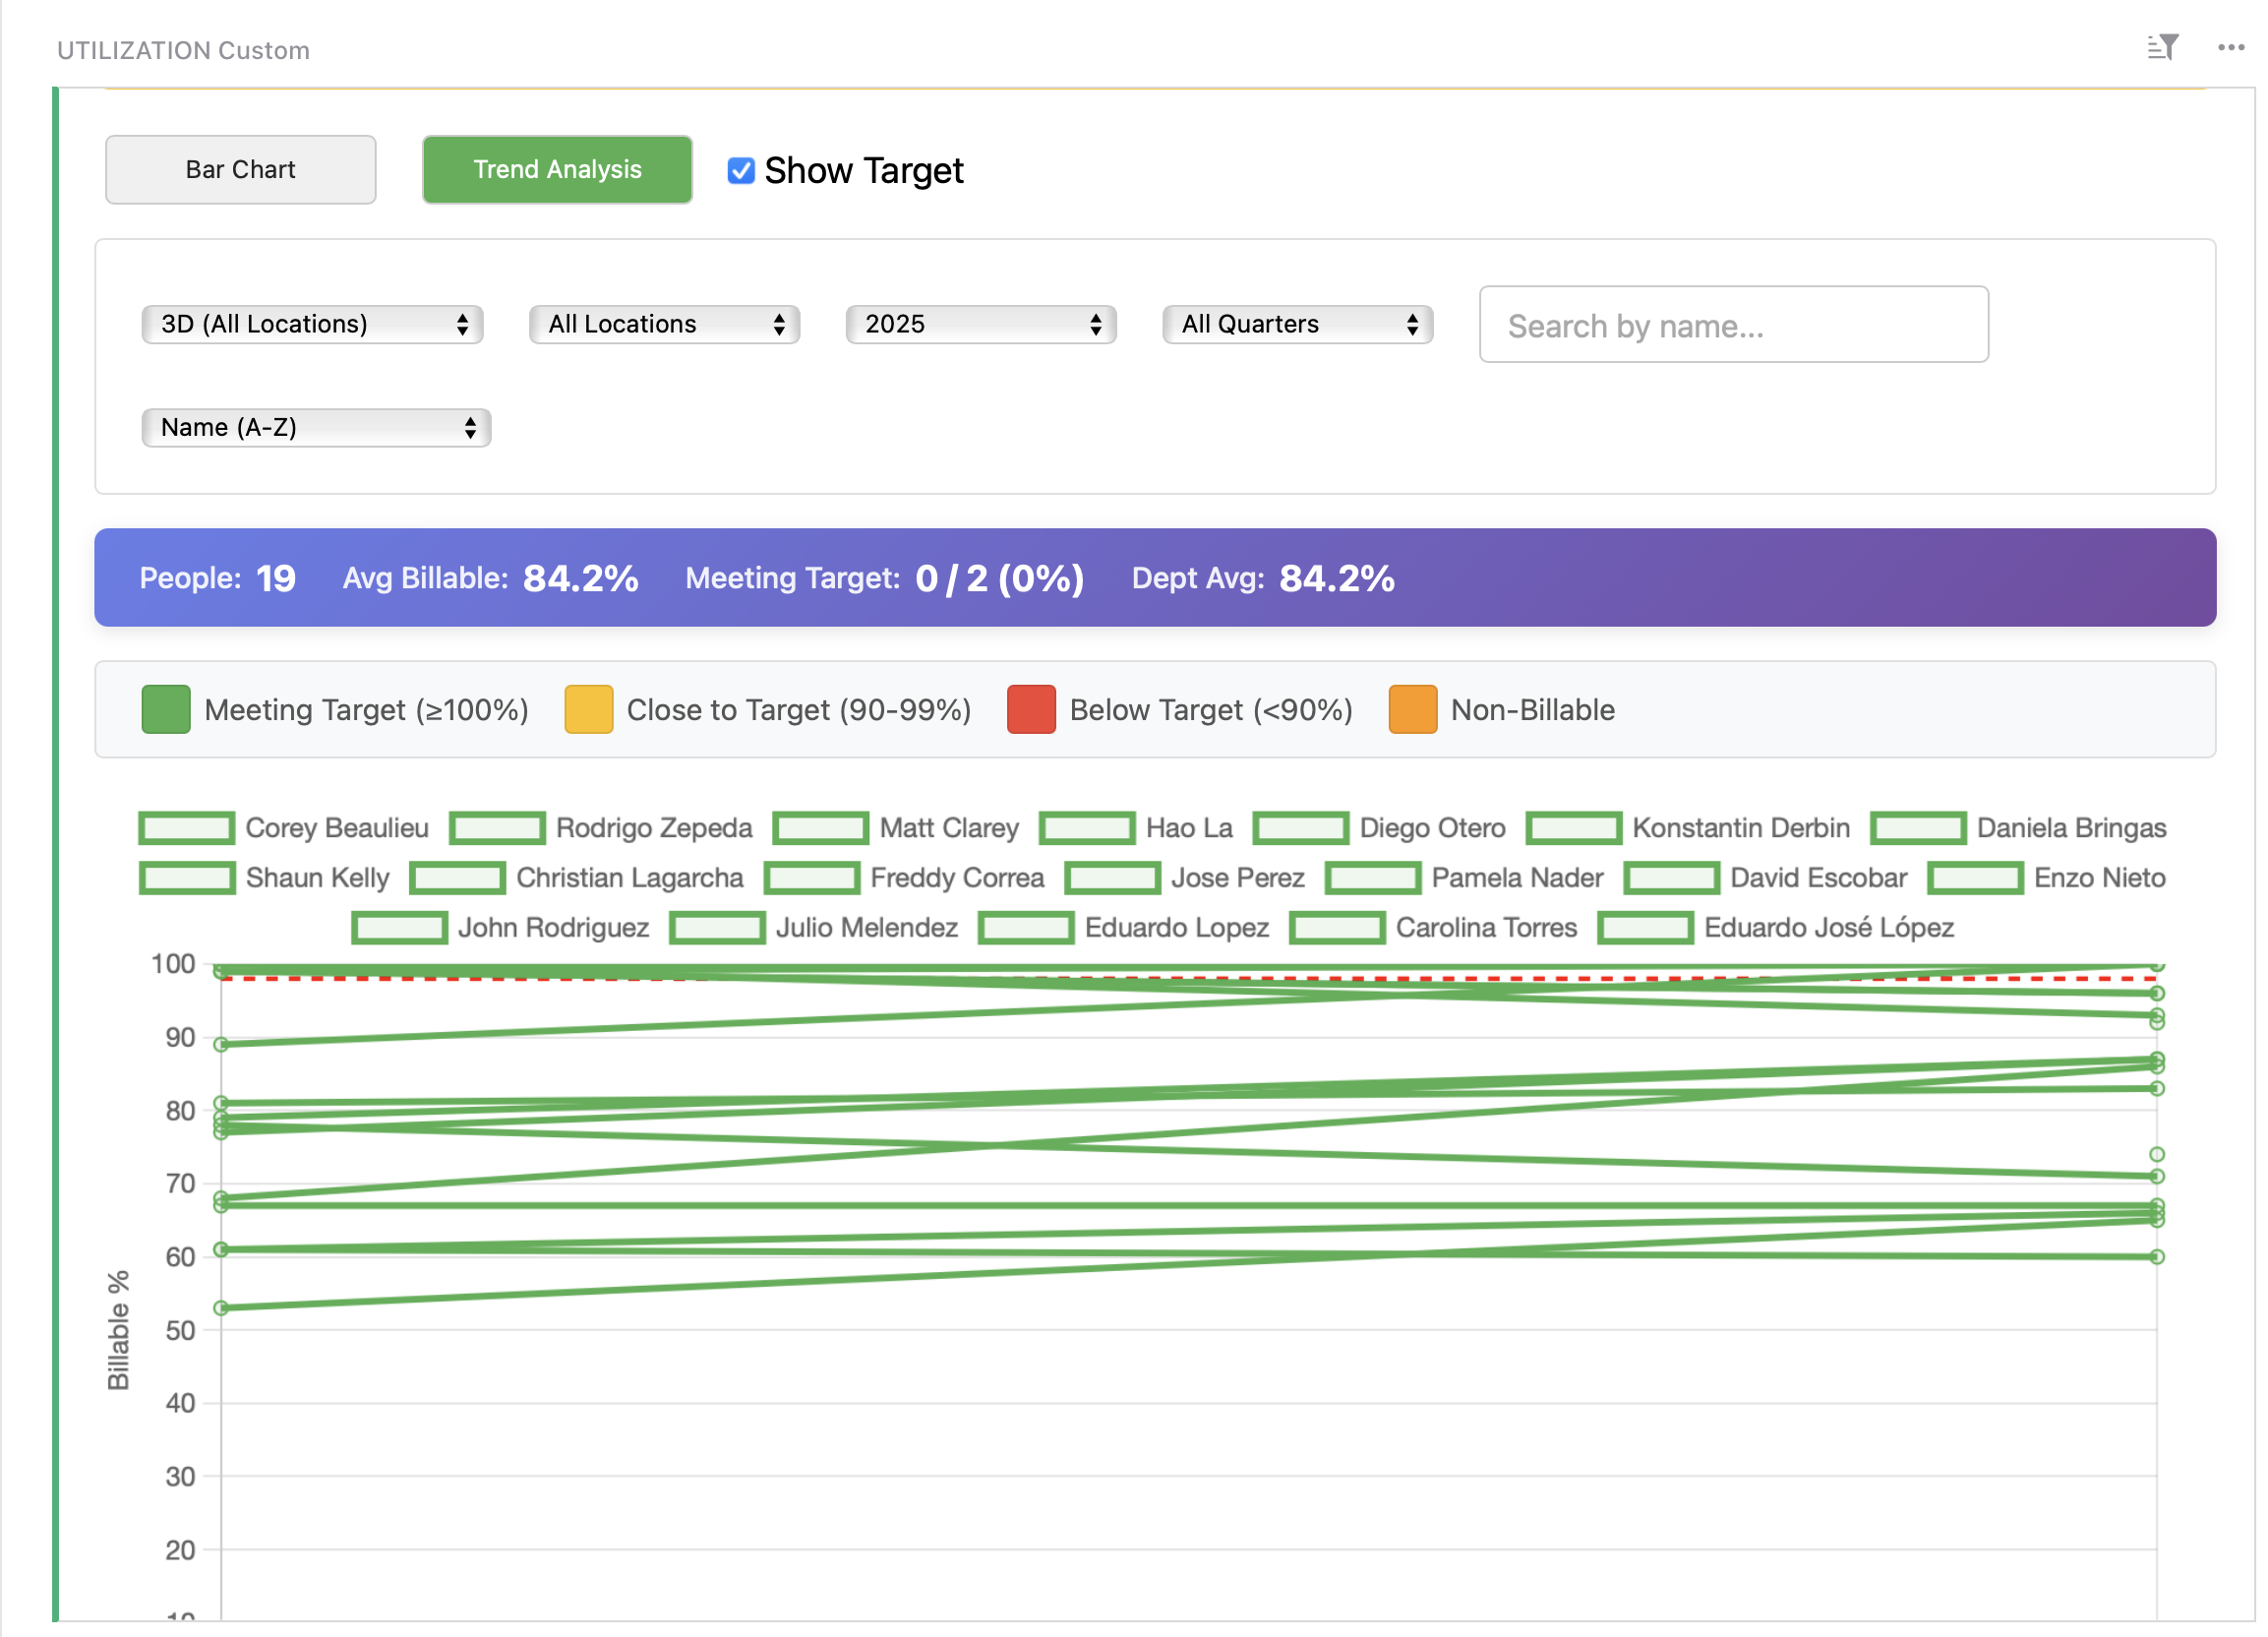 UTILIZATION Custom
Bar Chart
Trend Analysis
Show Target
3D (All Locations)
All Locations
2025
All Quarters
Search by name...
Name (A-Z)
People: 19 Avg Billable: 84.2% Meeting Target: 0 / 2 (0%) Dept Avg: 84.2%
Meeting Target (≥100%) Close to Target (90-99%) Below Target (<90%) Non-Billable
Corey Beaulieu Rodrigo Zepeda Matt Clarey Hao La Diego Otero Konstantin Derbin Daniela Bringas
Shaun Kelly Christian Lagarcha Freddy Correa Jose Perez Pamela Nader David Escobar Enzo Nieto
John Rodriguez Julio Melendez Eduardo Lopez Carolina Torres Eduardo José López
100
90
80
70
60
50
40
30
20
10
Billable %